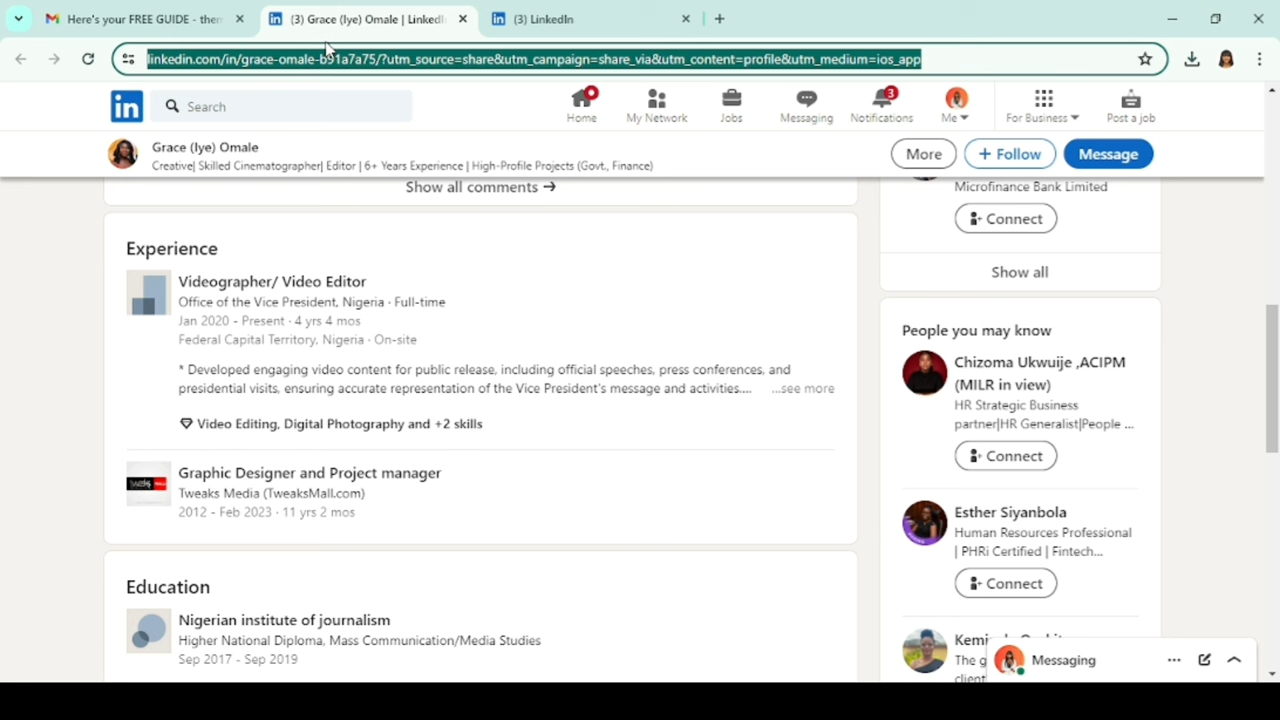 Here's your FREE GUIDE - then
(3) Grace (Iye) Omale | LinkedIn
(3) LinkedIn
linkedin.com/in/grace-omale-b91a7a75/?utm_source=share&utm_campaign=share_via&utm_content=profile&utm_medium=ios_app
in
Search
Home
My Network
Jobs
Messaging
3
Notifications
Me
For Business
Post a job
Grace (Iye) Omale
Creative| Skilled Cinematographer| Editor | 6+ Years Experience | High-Profile Projects (Govt., Finance)
More
+ Follow
Message
Show all comments →
Microfinance Bank Limited
Connect
Show all
Experience
Videographer/ Video Editor
Office of the Vice President, Nigeria · Full-time
Jan 2020 - Present · 4 yrs 4 mos
Federal Capital Territory, Nigeria · On-site
* Developed engaging video content for public release, including official speeches, press conferences, and
presidential visits, ensuring accurate representation of the Vice President's message and activities.... ...see more
Video Editing, Digital Photography and +2 skills
Graphic Designer and Project manager
Tweaks Media (TweaksMall.com)
2012 - Feb 2023 · 11 yrs 2 mos
Education
Nigerian institute of journalism
Higher National Diploma, Mass Communication/Media Studies
Sep 2017 - Sep 2019
People you may know
Chizoma Ukwuije ,ACIPM
(MILR in view)
HR Strategic Business
partner|HR Generalist|People ...
Connect
Esther Siyanbola
Human Resources Professional
| PHRi Certified | Fintech...
Connect
The g
Messaging